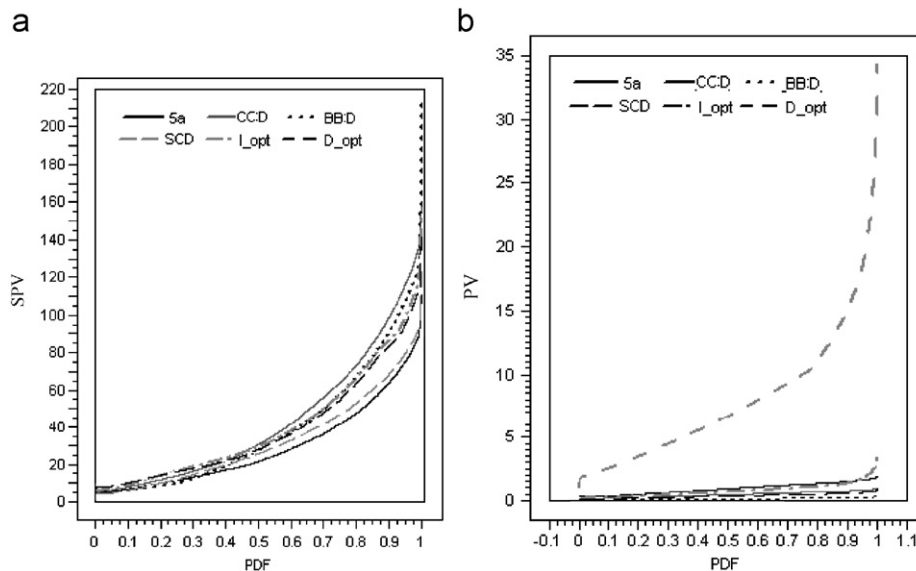 a
220
200
180
160
140
120
100
80
60
40
20
0
SPV
5a CCD BBD
SCD I_opt D_opt
0 0.1 0.2 0.3 0.4 0.5 0.6 0.7 0.8 0.9 1
PDF
b
35
30
25
20
15
10
5
0
PV
5a CCD BBD
SCD I_opt D_opt
-0.1 0 0.1 0.2 0.3 0.4 0.5 0.6 0.7 0.8 0.9 1 1.1
PDF